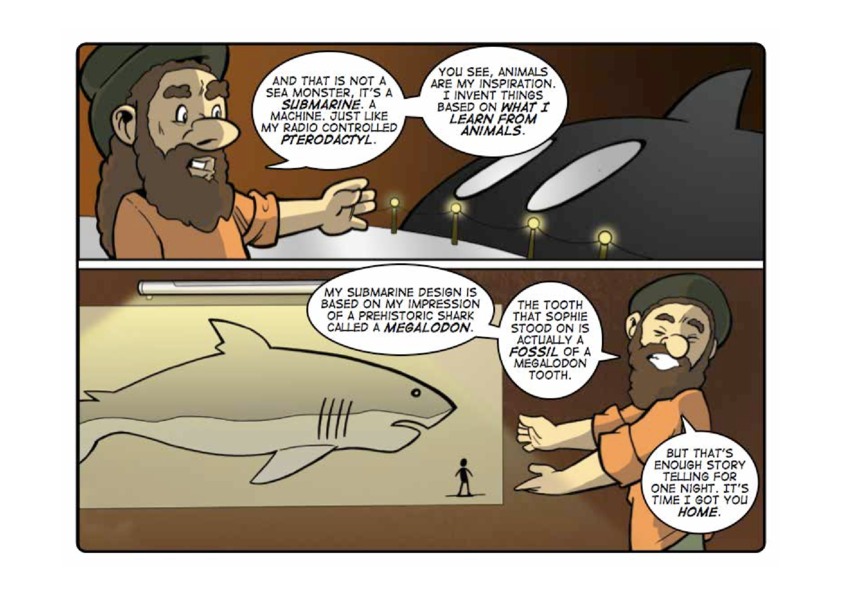 AND THAT IS NOT A
SEA MONSTER, IT'S A
SUBMARINE. A
MACHINE. JUST LIKE
MY RADIO CONTROLLED
PTERODACTYL.
YOU SEE, ANIMALS
ARE MY INSPIRATION.
I INVENT THINGS
BASED ON WHAT I
LEARN FROM
ANIMALS.
MY SUBMARINE DESIGN IS
BASED ON MY IMPRESSION
OF A PREHISTORIC SHARK
CALLED A MEGALODON.
THE TOOTH
THAT SOPHIE
STOOD ON IS
ACTUALLY A
FOSSIL OF A
MEGALODON
TOOTH.
BUT THAT'S
ENOUGH STORY
TELLING FOR
ONE NIGHT. IT'S
TIME I GOT YOU
HOME.